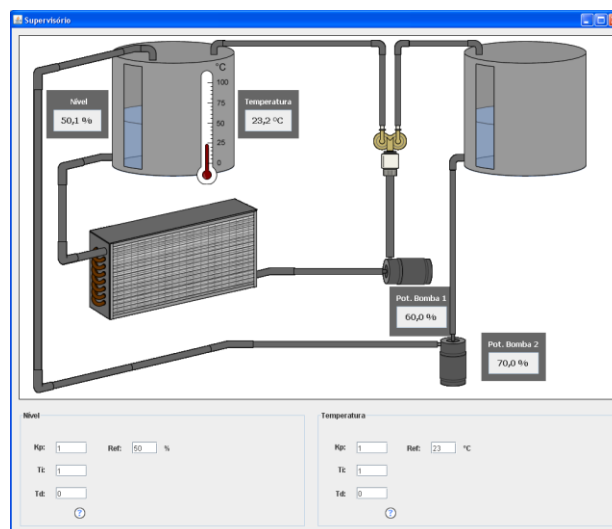 Supervisório
°C
100
75
50
25
0
Nível
50,1 %
Temperatura
23,2 ºC
Pot. Bomba 1
60,0 %
Pot. Bomba 2
70,0 %
Nível
Kp: 1 Ref: 50 %
Ti: 1
Td: 0
?
Temperatura
Kp: 1 Ref: 23 ºC
Ti: 1
Td: 0
?